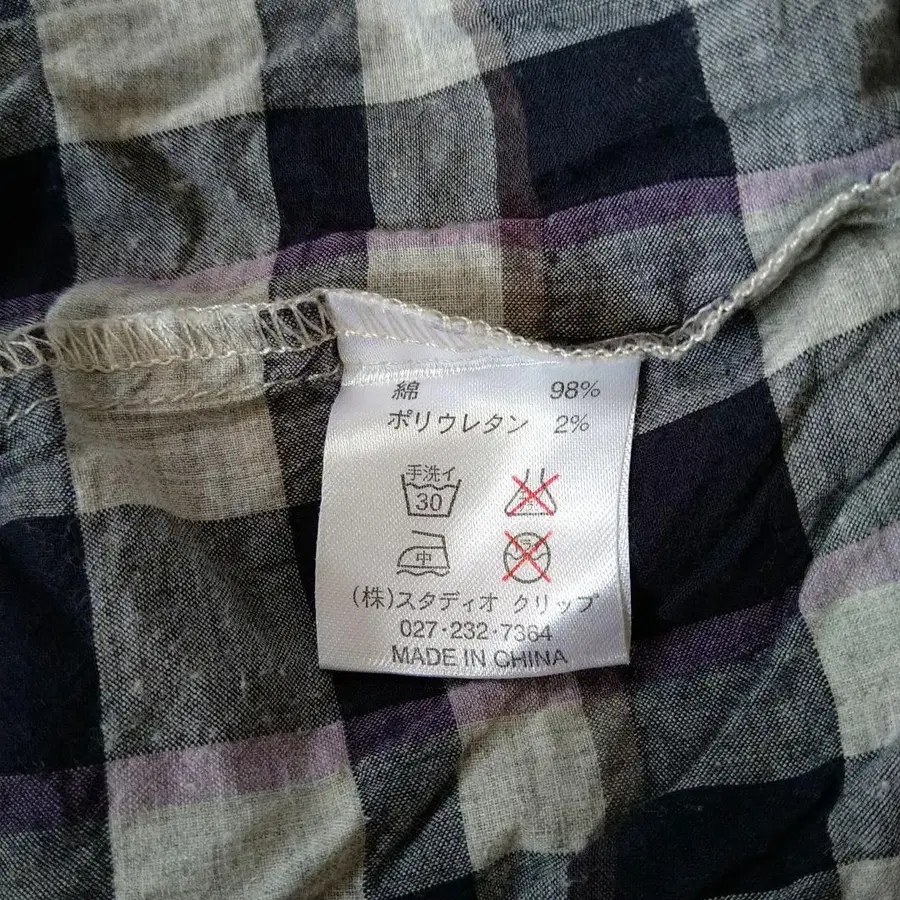 綿 98%
ポリウレタン 2%
手洗イ
30
中
(株)スタディオ クリップ
027·232·7364
MADE IN CHINA